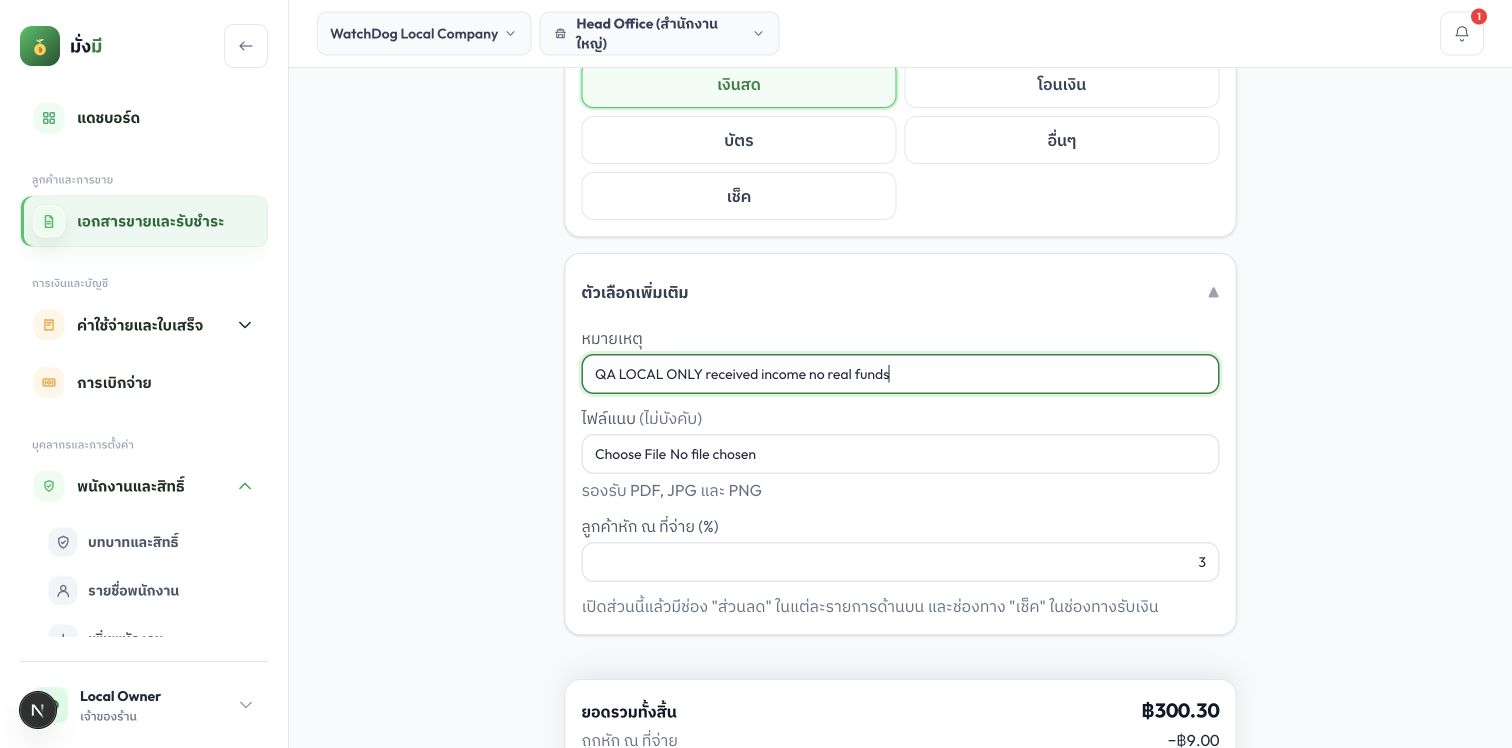 มั่งมี
WatchDog Local Company
Head Office (สำนักงาน
ใหญ่)
1
แดชบอร์ด
ลูกค้าและการขาย
เอกสารขายและรับชำระ
การเงินและบัญชี
ค่าใช้จ่ายและใบเสร็จ
การเบิกจ่าย
บุคลากรและการตั้งค่า
พนักงานและสิทธิ์
บทบาทและสิทธิ์
รายชื่อพนักงาน
N
Local Owner
เจ้าของร้าน
เงินสด
โอนเงิน
บัตร
อื่นๆ
เช็ค
ตัวเลือกเพิ่มเติม
หมายเหตุ
QA LOCAL ONLY received income no real funds
ไฟล์แนบ (ไม่บังคับ)
Choose File No file chosen
รองรับ PDF, JPG และ PNG
ลูกค้าหัก ณ ที่จ่าย (%)
3
เปิดส่วนนี้แล้วมีช่อง "ส่วนลด" ในแต่ละรายการด้านบน และช่องทาง "เช็ค" ในช่องทางรับเงิน
ยอดรวมทั้งสิ้น
฿300.30
ถูกหัก ณ ที่จ่าย
−฿9.00